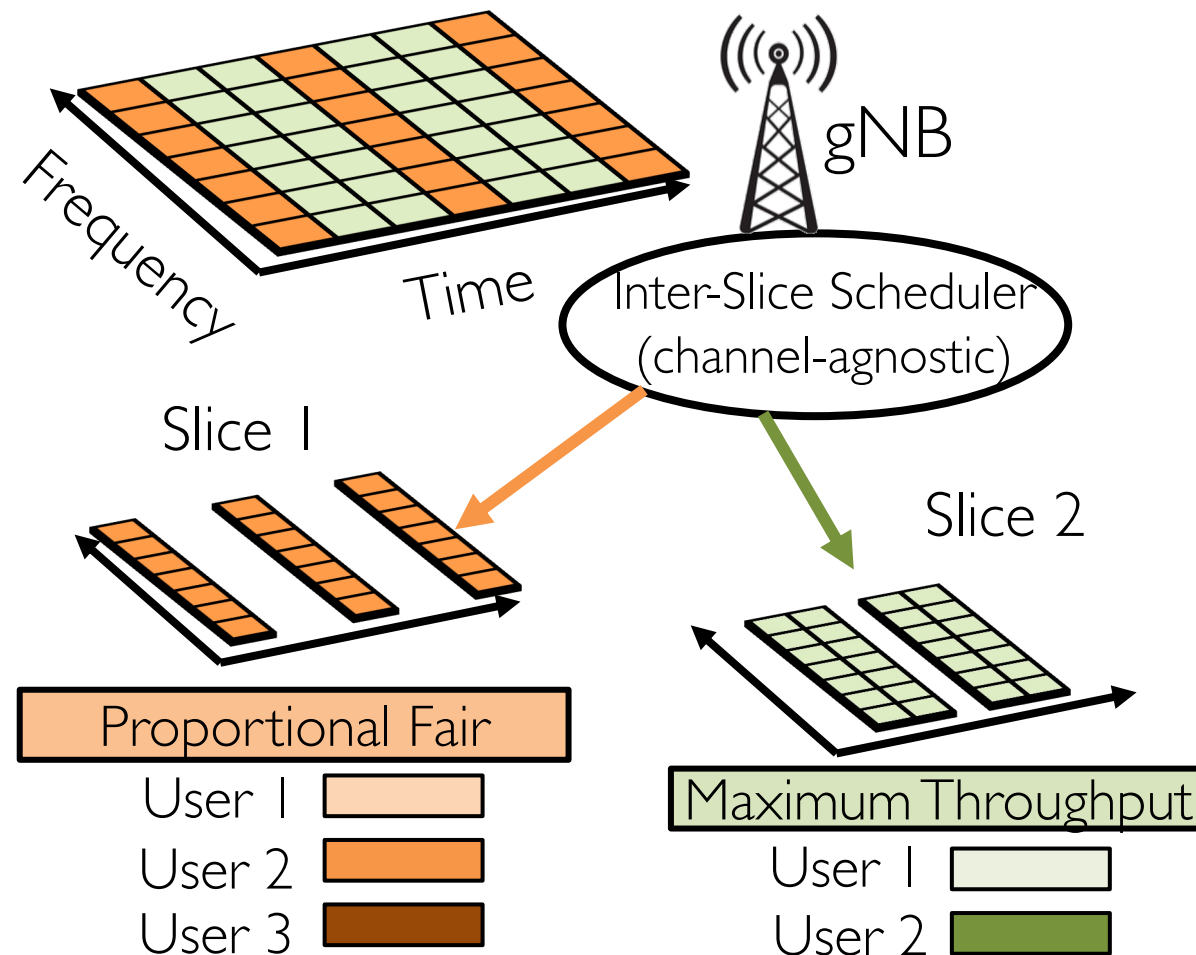 gNB
Frequency
Time
Inter-Slice Scheduler
(channel-agnostic)
Slice 1
Slice 2
Proportional Fair
User 1
User 2
User 3
Maximum Throughput
User 1
User 2